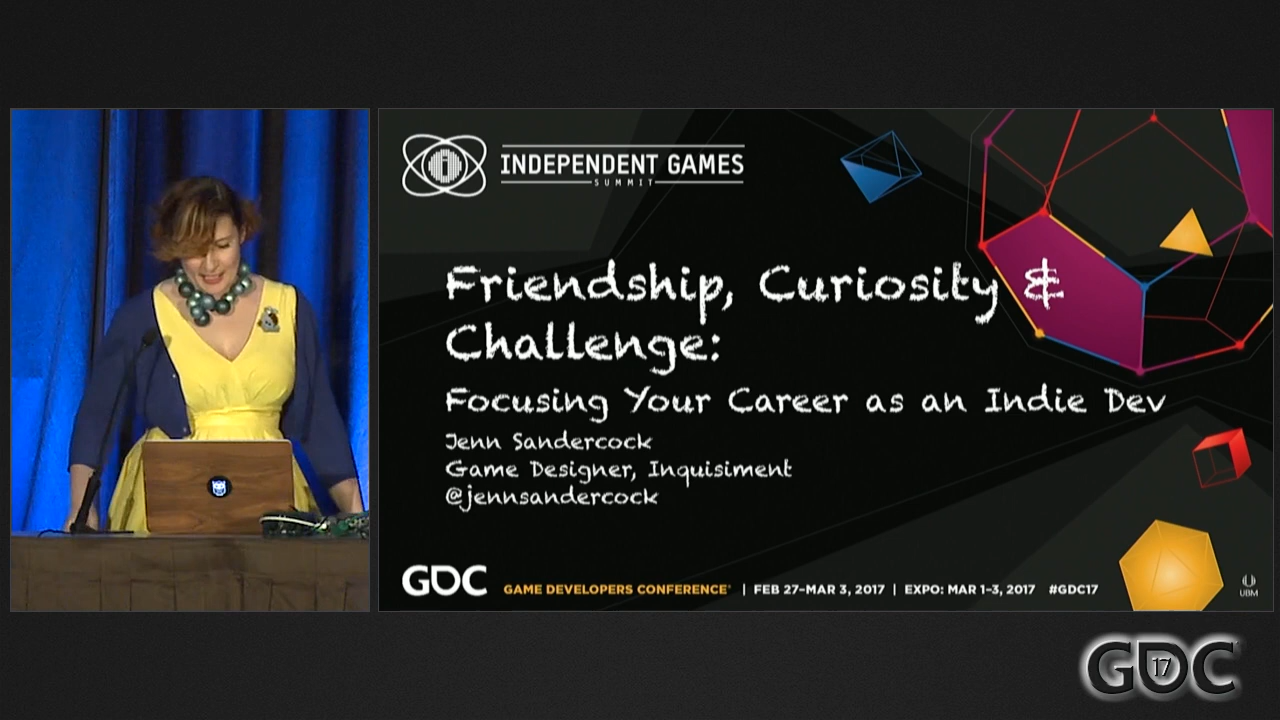 INDEPENDENT GAMES
SUMMIT
Friendship, Curiosity &
Challenge:
Focusing Your Career as an Indie Dev
Jenn Sandercock
Game Designer, Inquisiment
@jennsandercock
GDC GAME DEVELOPERS CONFERENCE® | FEB 27–MAR 3, 2017 | EXPO: MAR 1–3, 2017 #GDC17
UBM
GDC 17